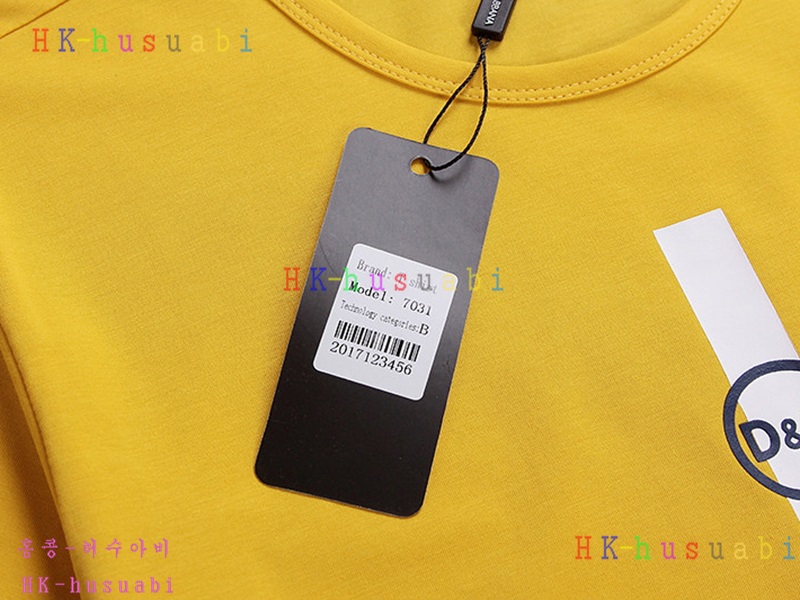 HK-husuabi
BBANA
Brand:
HK-husuabi
Model: 7031
Technology categories:B
2017123456
D&
홍콩-허수아비
HK-husuabi
HK-husuabi